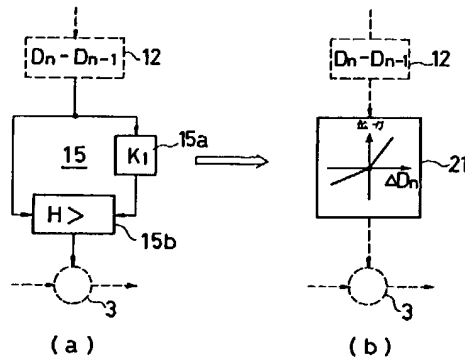 Dn-Dn-1
12
15
K1
15a
H>
15b
3
(a)
Dn-Dn-1
12
出力
ΔDn
21
3
(b)